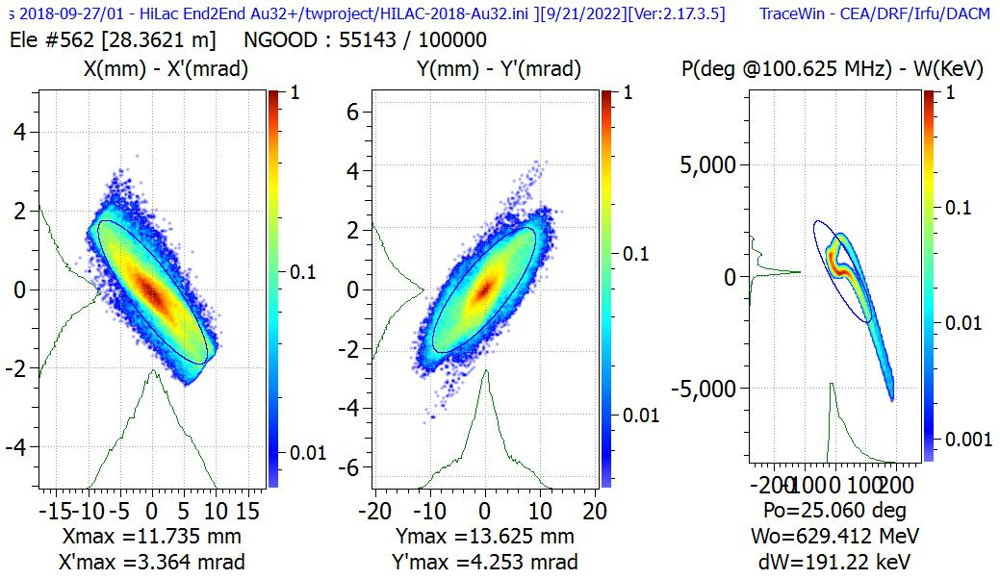 s 2018-09-27/01 - HiLac End2End Au32+/twproject/HILAC-2018-Au32.ini ][9/21/2022][Ver:2.17.3.5] TraceWin - CEA/DRF/Irfu/DACM
Ele #562 [28.3621 m] NGOOD : 55143 / 100000
X(mm) - X'(mrad) Y(mm) - Y'(mrad) P(deg @100.625 MHz) - W(KeV)
4
2
0
-2
-4
-15 -10 -5 0 5 10 15
1
0.1
0.01
Xmax =11.735 mm
X'max =3.364 mrad
6
4
2
0
-2
-4
-6
-20 -10 0 10 20
1
0.1
0.01
Ymax =13.625 mm
Y'max =4.253 mrad
5,000
0
-5,000
-200 -100 0 100 200
1
0.1
0.01
0.001
Po=25.060 deg
Wo=629.412 MeV
dW=191.22 keV